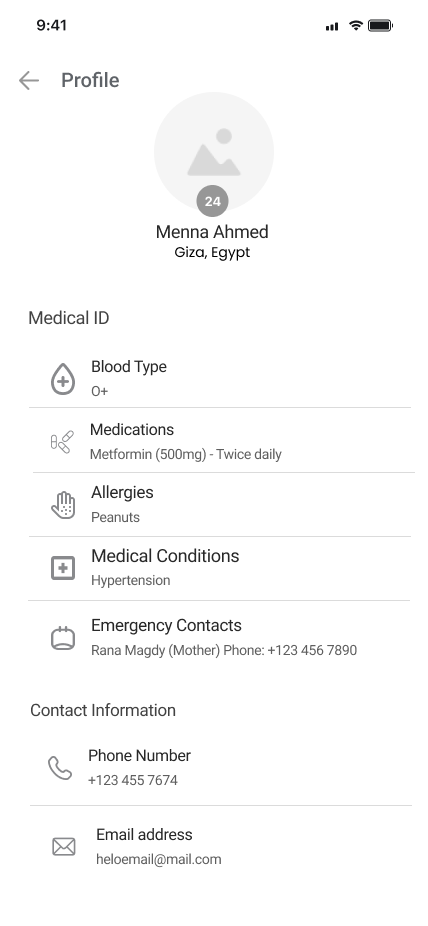 9:41
Profile
24
Menna Ahmed
Giza, Egypt
Medical ID
Blood Type
O+
Medications
Metformin (500mg) - Twice daily
Allergies
Peanuts
Medical Conditions
Hypertension
Emergency Contacts
Rana Magdy (Mother) Phone: +123 456 7890
Contact Information
Phone Number
+123 455 7674
Email address
heloemail@mail.com